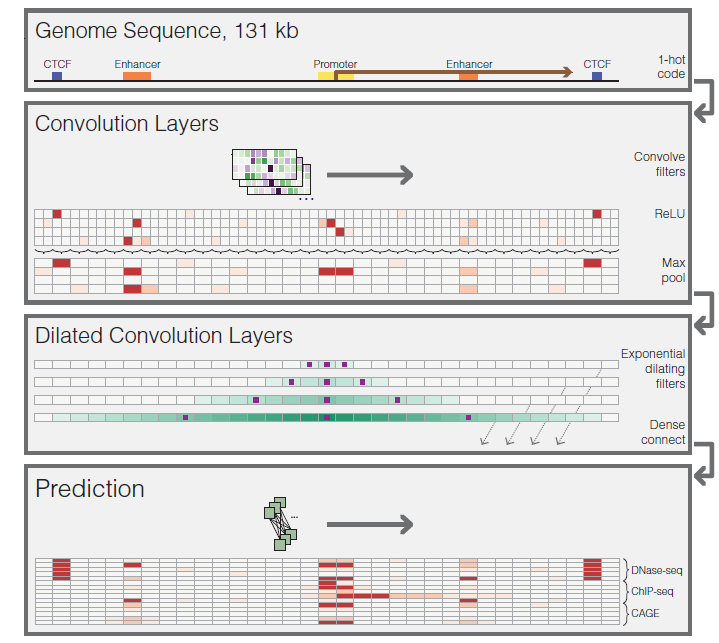 Genome Sequence, 131 kb
CTCF
Enhancer
Promoter
Enhancer
CTCF
1-hot
code
Convolution Layers
Convolve
filters
...
ReLU
Max
pool
Dilated Convolution Layers
Exponential
dilating
filters
Dense
connect
Prediction
...
DNase-seq
ChIP-seq
CAGE